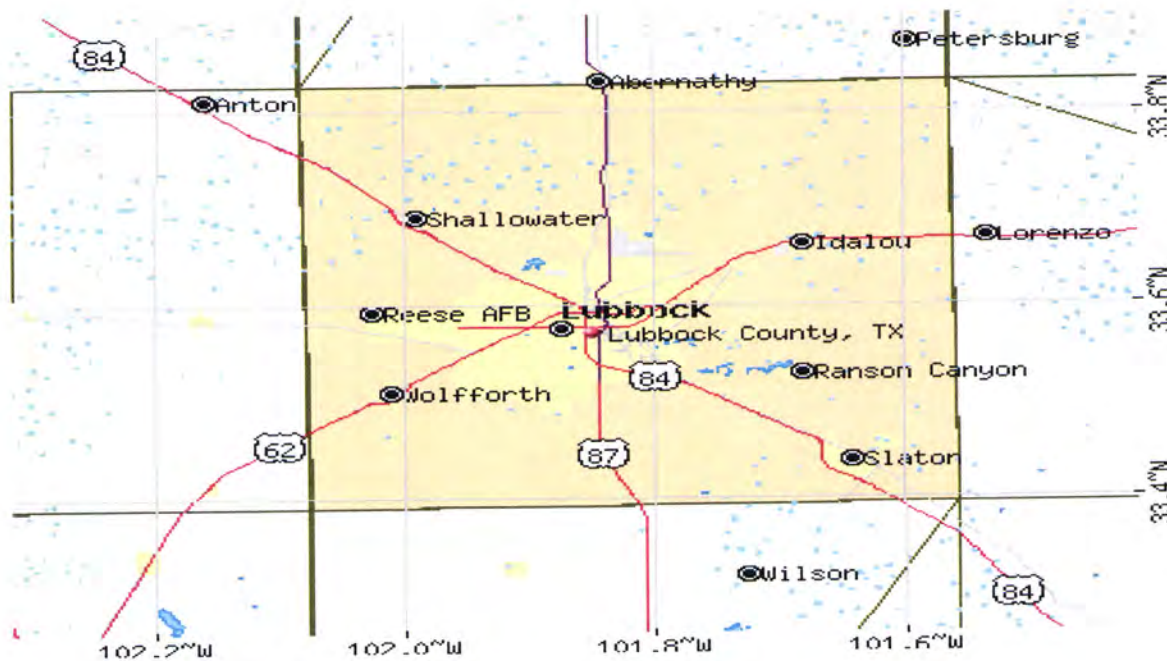 Petersburg
84
Abernathy
Anton
33.8~N
Shallowater
Idalou
Lorenzo
Lubbock
33.6~N
Reese AFB
Lubbock County, TX
84
Ranson Canyon
Wolfforth
62
87
Slaton
33.4~N
Wilson
84
102.2~W
102.0~W
101.8~W
101.6~W